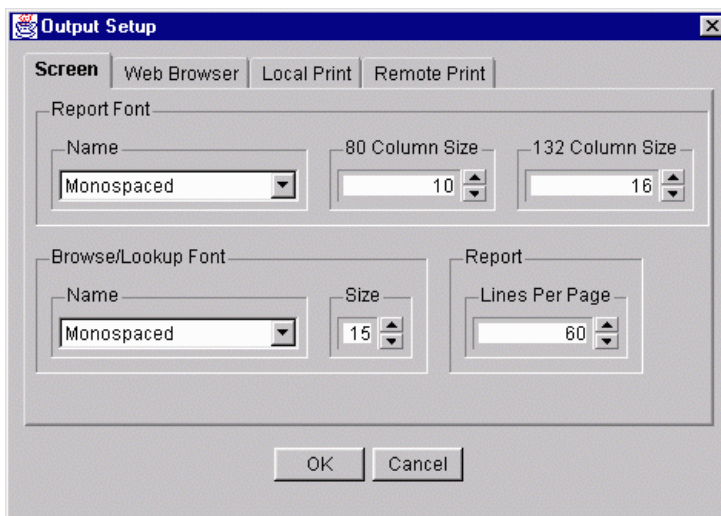 Output Setup
Screen Web Browser Local Print Remote Print
Report Font
Name 80 Column Size 132 Column Size
Monospaced 10 16
Browse/Lookup Font Report
Name Size Lines Per Page
Monospaced 15 60
OK Cancel